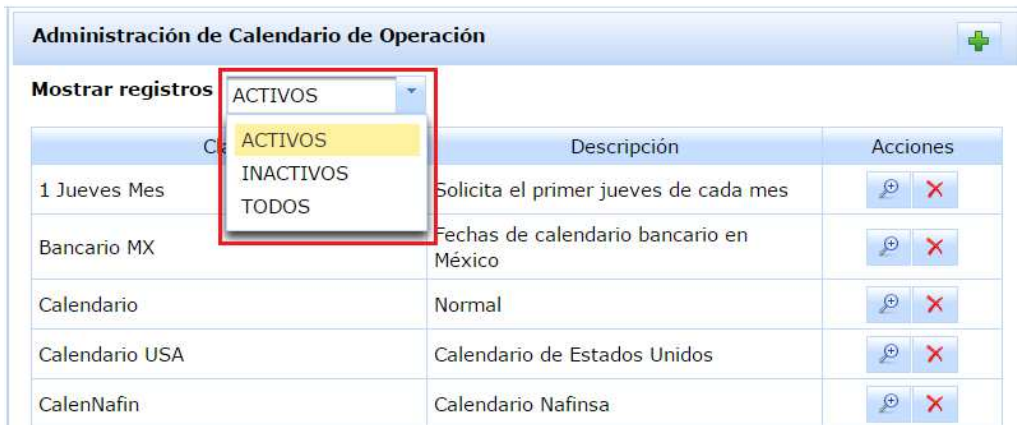 Administración de Calendario de Operación
Mostrar registros ACTIVOS
ACTIVOS
INACTIVOS
TODOS
Descripción Acciones
1 Jueves Mes Solicita el primer jueves de cada mes
Bancario MX Fechas de calendario bancario en
México
Calendario Normal
Calendario USA Calendario de Estados Unidos
CalenNafin Calendario Nafinsa